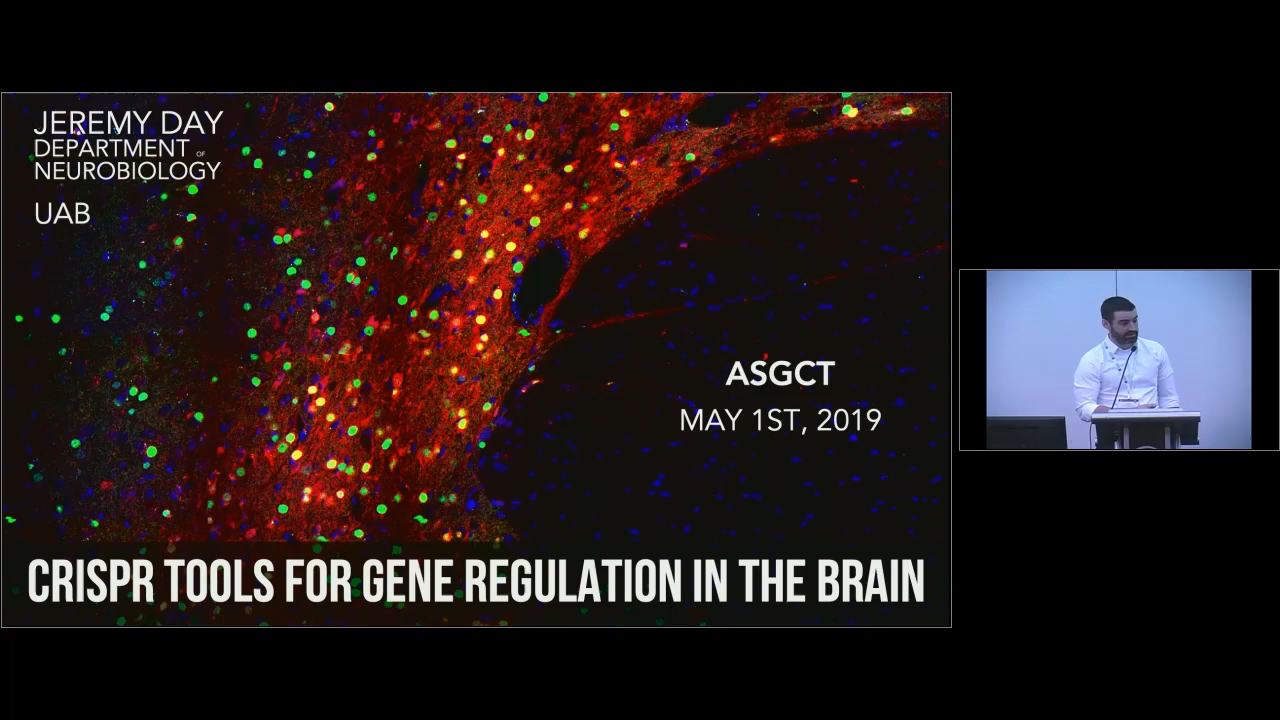 JEREMY DAY
DEPARTMENT OF
NEUROBIOLOGY
UAB
ASGCT
MAY 1ST, 2019
CRISPR TOOLS FOR GENE REGULATION IN THE BRAIN